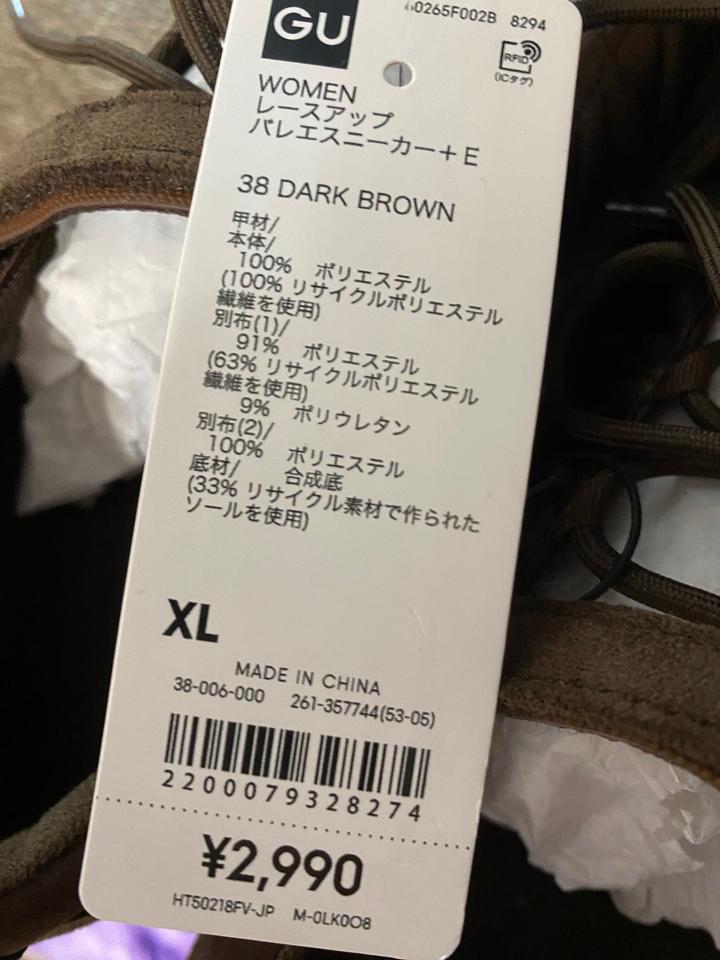 GU
8294
RFID
(ICタグ)
WOMEN
レースアップ
バレエスニーカー+E
38 DARK BROWN
甲材/
本体/
100% ポリエステル
(100% リサイクルポリエステル
繊維を使用)
別布(1)/
91% ポリエステル
(63% リサイクルポリエステル
繊維を使用)
9% ポリウレタン
別布(2)/
100% ポリエステル
底材/ 合成底
(33% リサイクル素材で作られた
ソールを使用)
XL
MADE IN CHINA
38-006-000 261-357744(53-05)
2200079328274
¥2,990
HT50218FV-JP M-0LK0O8